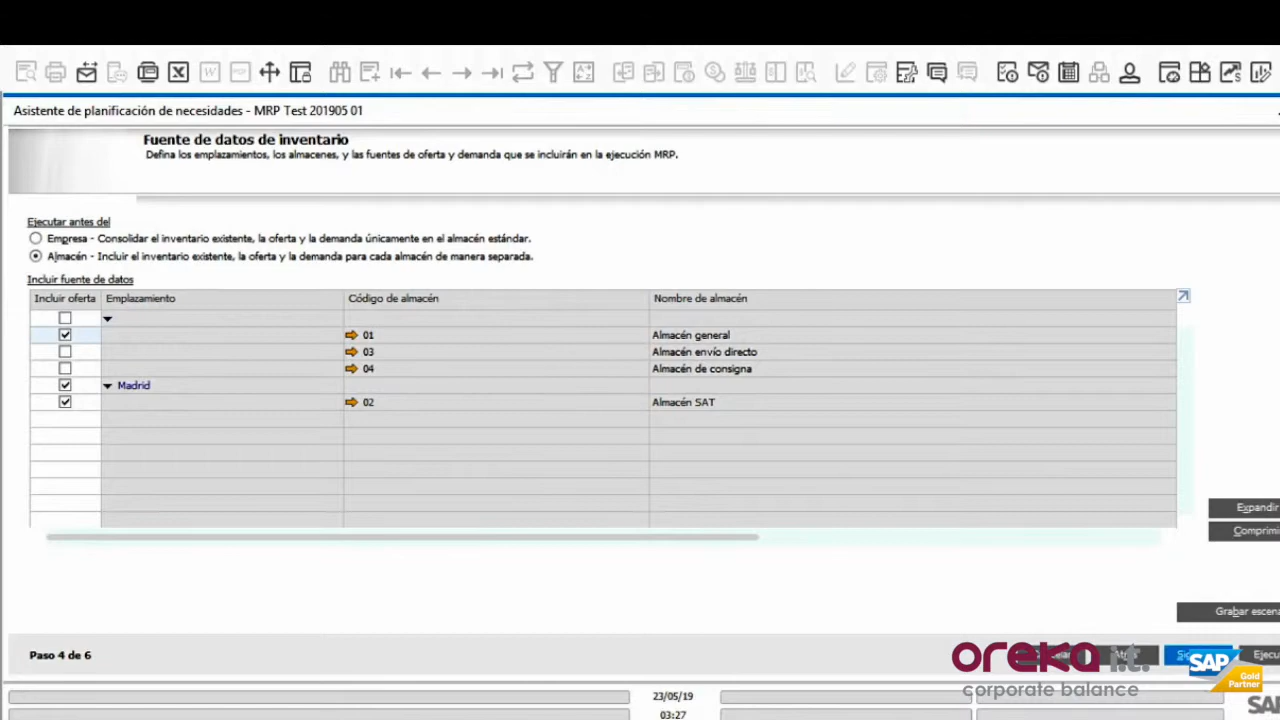 Asistente de planificación de necesidades - MRP Test 201905 01
Fuente de datos de inventario
Defina los emplazamientos, los almacenes, y las fuentes de oferta y demanda que se incluirán en la ejecución MRP.
Ejecutar antes del
Empresa - Consolidar el inventario existente, la oferta y la demanda únicamente en el almacén estándar.
Almacén - Incluir el inventario existente, la oferta y la demanda para cada almacén de manera separada.
Incluir fuente de datos
Incluir oferta Emplazamiento Código de almacén Nombre de almacén
01 Almacén general
03 Almacén envío directo
04 Almacén de consigna
Madrid
02 Almacén SAT
Expandir
Comprimi
Grabar escena
Paso 4 de 6
Ejecu
oreka i.t.
corporate balance
SAP Gold Partner
23/05/19
03:27
SA